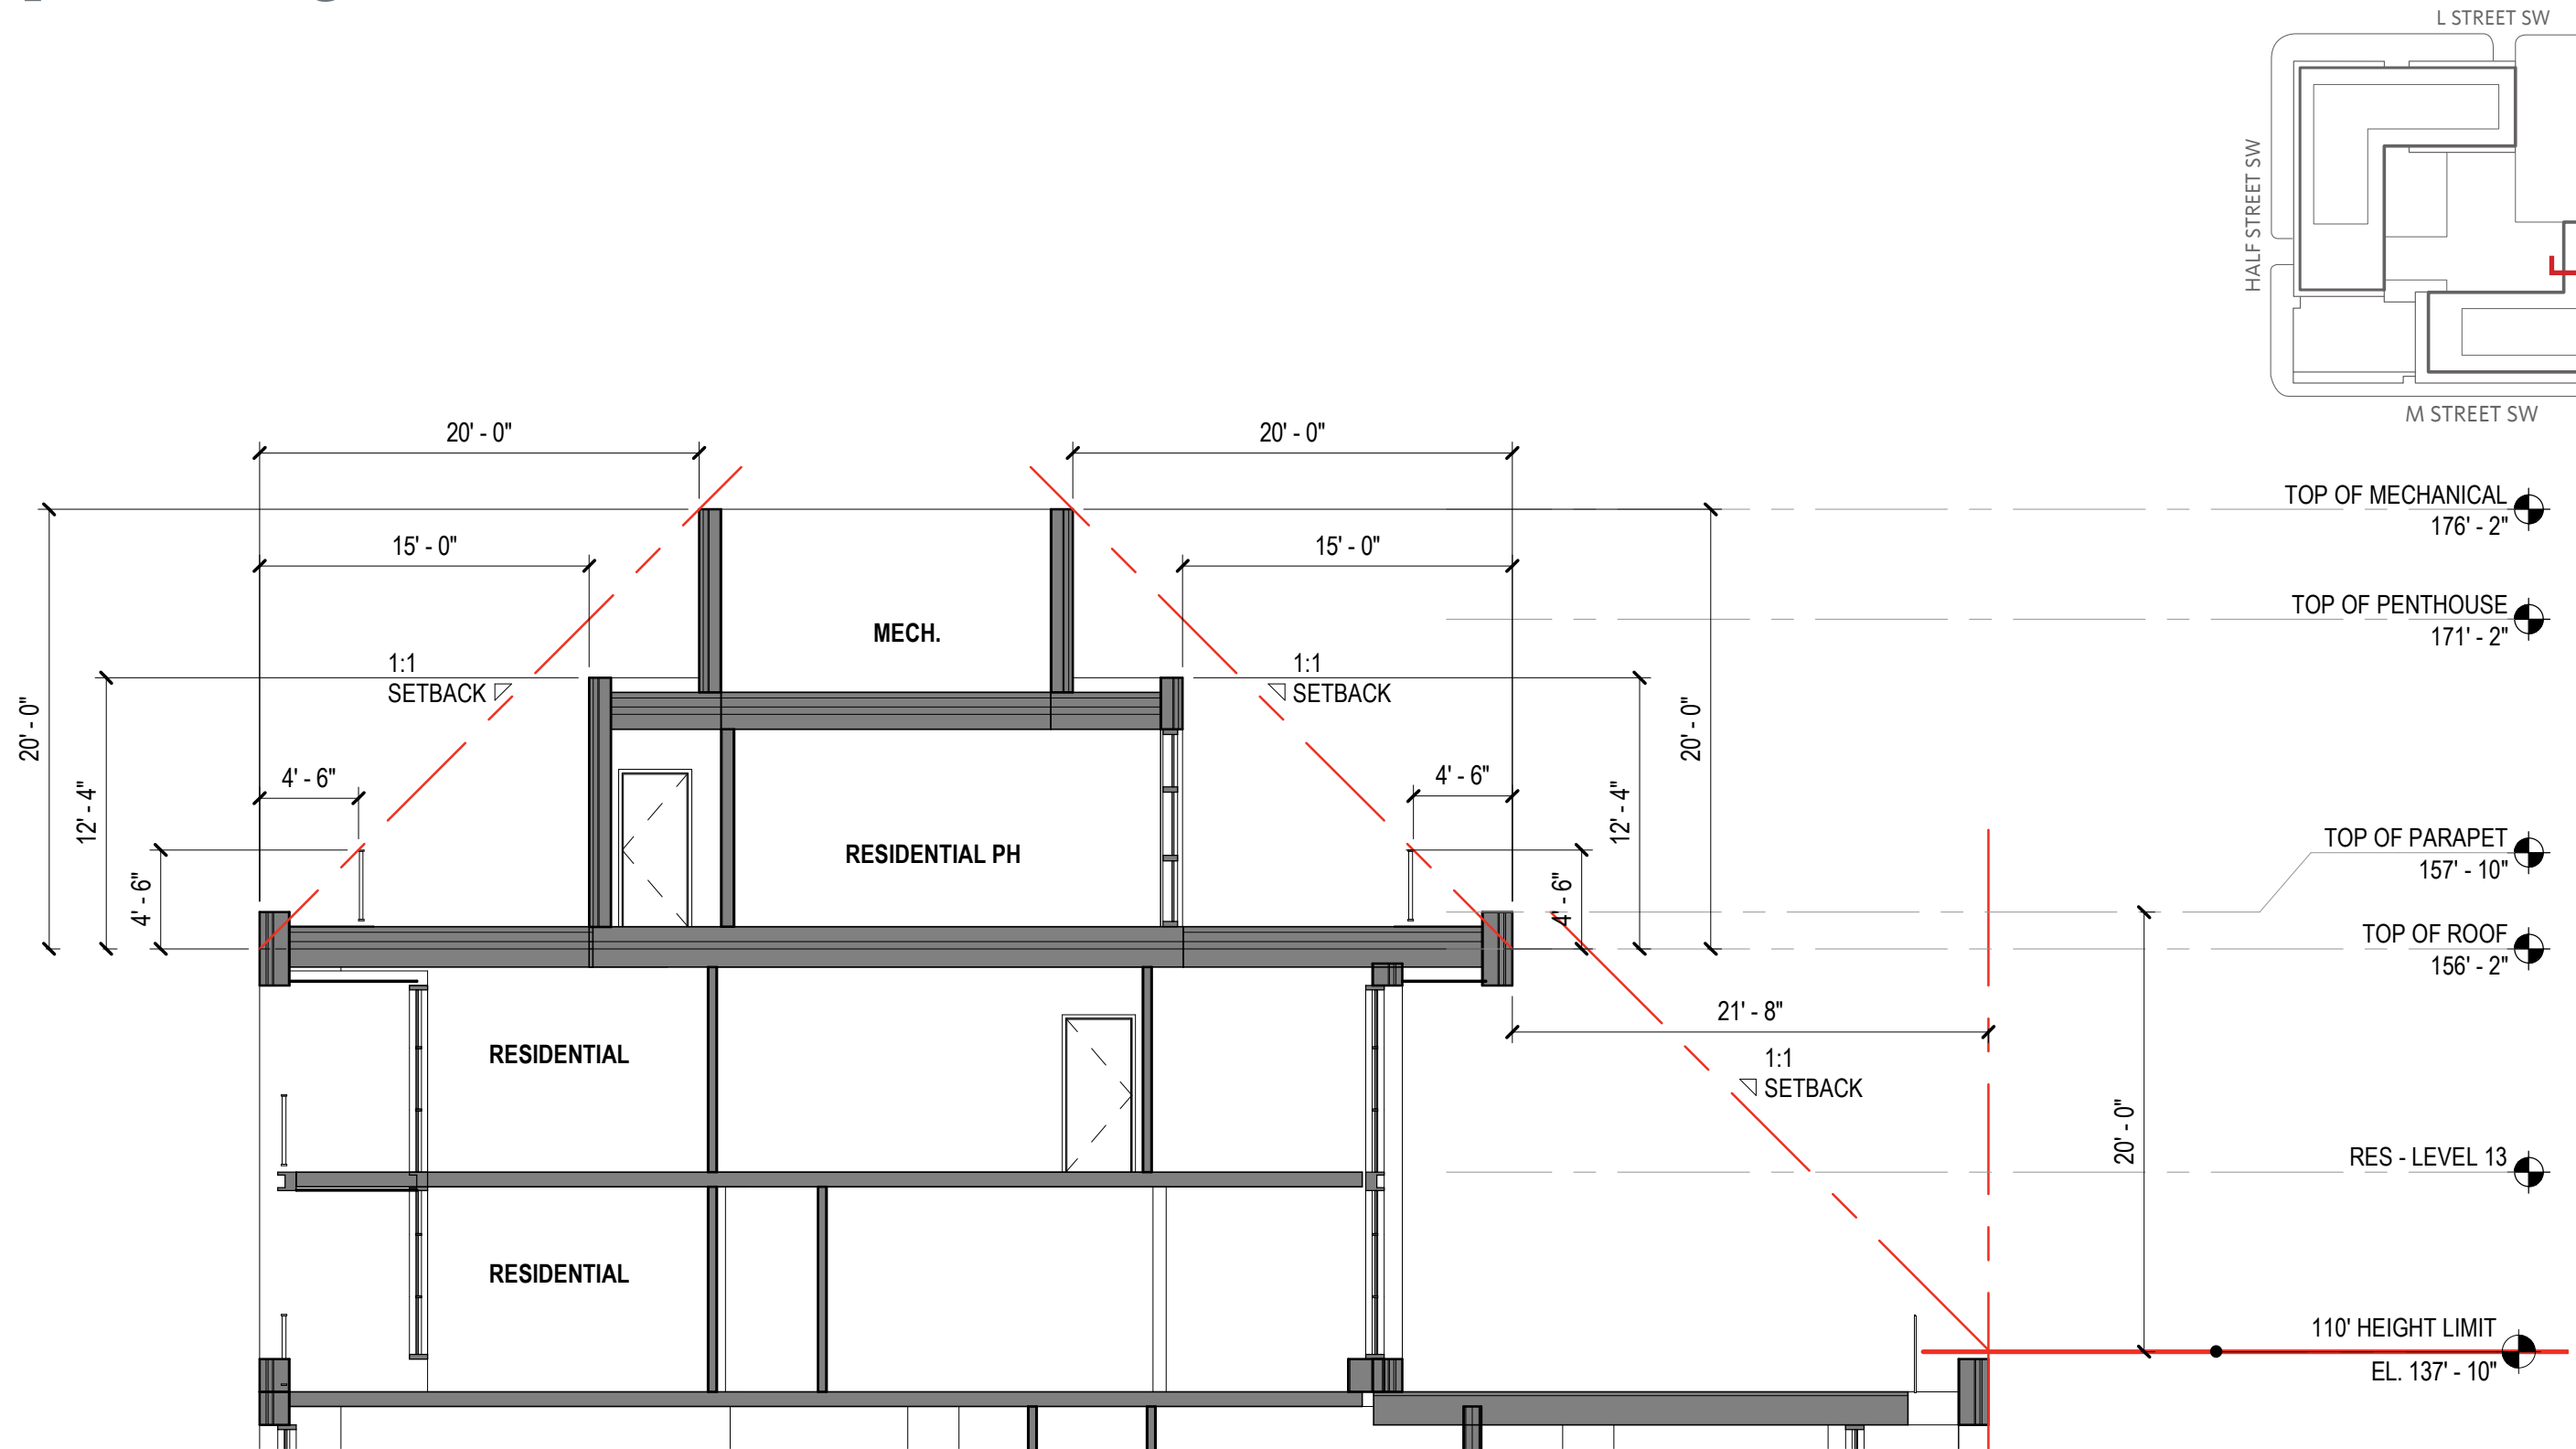 L STREET SW
HALF STREET SW
M STREET SW
20' - 0"
20' - 0"
TOP OF MECHANICAL
176' - 2"
15' - 0"
15' - 0"
TOP OF PENTHOUSE
171' - 2"
MECH.
1:1
SETBACK
1:1
SETBACK
20' - 0"
20' - 0"
4' - 6"
4' - 6"
12' - 4"
12' - 4"
TOP OF PARAPET
157' - 10"
RESIDENTIAL PH
4' - 6"
4' - 6"
TOP OF ROOF
156' - 2"
21' - 8"
RESIDENTIAL
1:1
SETBACK
20' - 0"
RES - LEVEL 13
RESIDENTIAL
110' HEIGHT LIMIT
EL. 137' - 10"